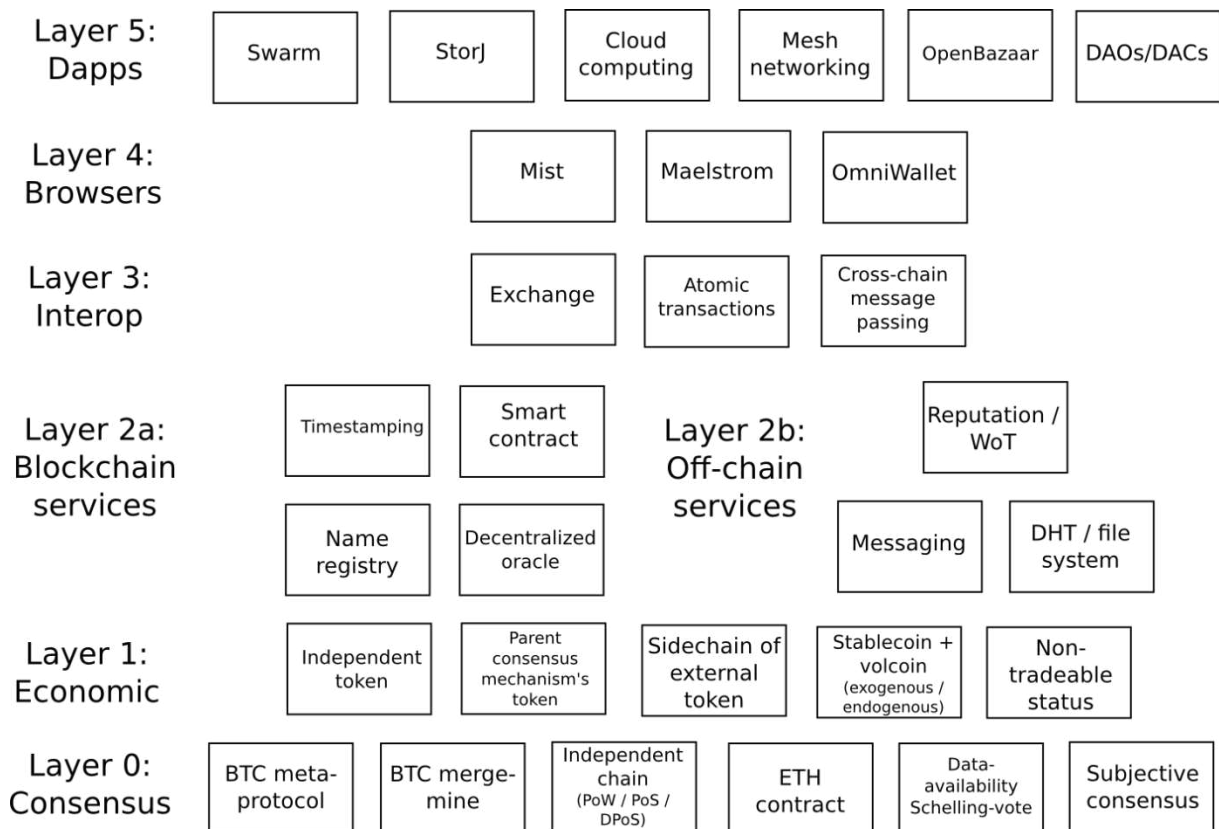 Layer 5:
Dapps
Swarm
StorJ
Cloud
computing
Mesh
networking
OpenBazaar
DAOs/DACs
Layer 4:
Browsers
Mist
Maelstrom
OmniWallet
Layer 3:
Interop
Exchange
Atomic
transactions
Cross-chain
message
passing
Layer 2a:
Blockchain
services
Timestamping
Smart
contract
Name
registry
Decentralized
oracle
Layer 2b:
Off-chain
services
Reputation /
WoT
Messaging
DHT / file
system
Layer 1:
Economic
Independent
token
Parent
consensus
mechanism's
token
Sidechain of
external
token
Stablecoin +
volcoin
(exogenous /
endogenous)
Non-
tradeable
status
Layer 0:
Consensus
BTC meta-
protocol
BTC merge-
mine
Independent
chain
(PoW / PoS /
DPoS)
ETH
contract
Data-
availability
Schelling-vote
Subjective
consensus